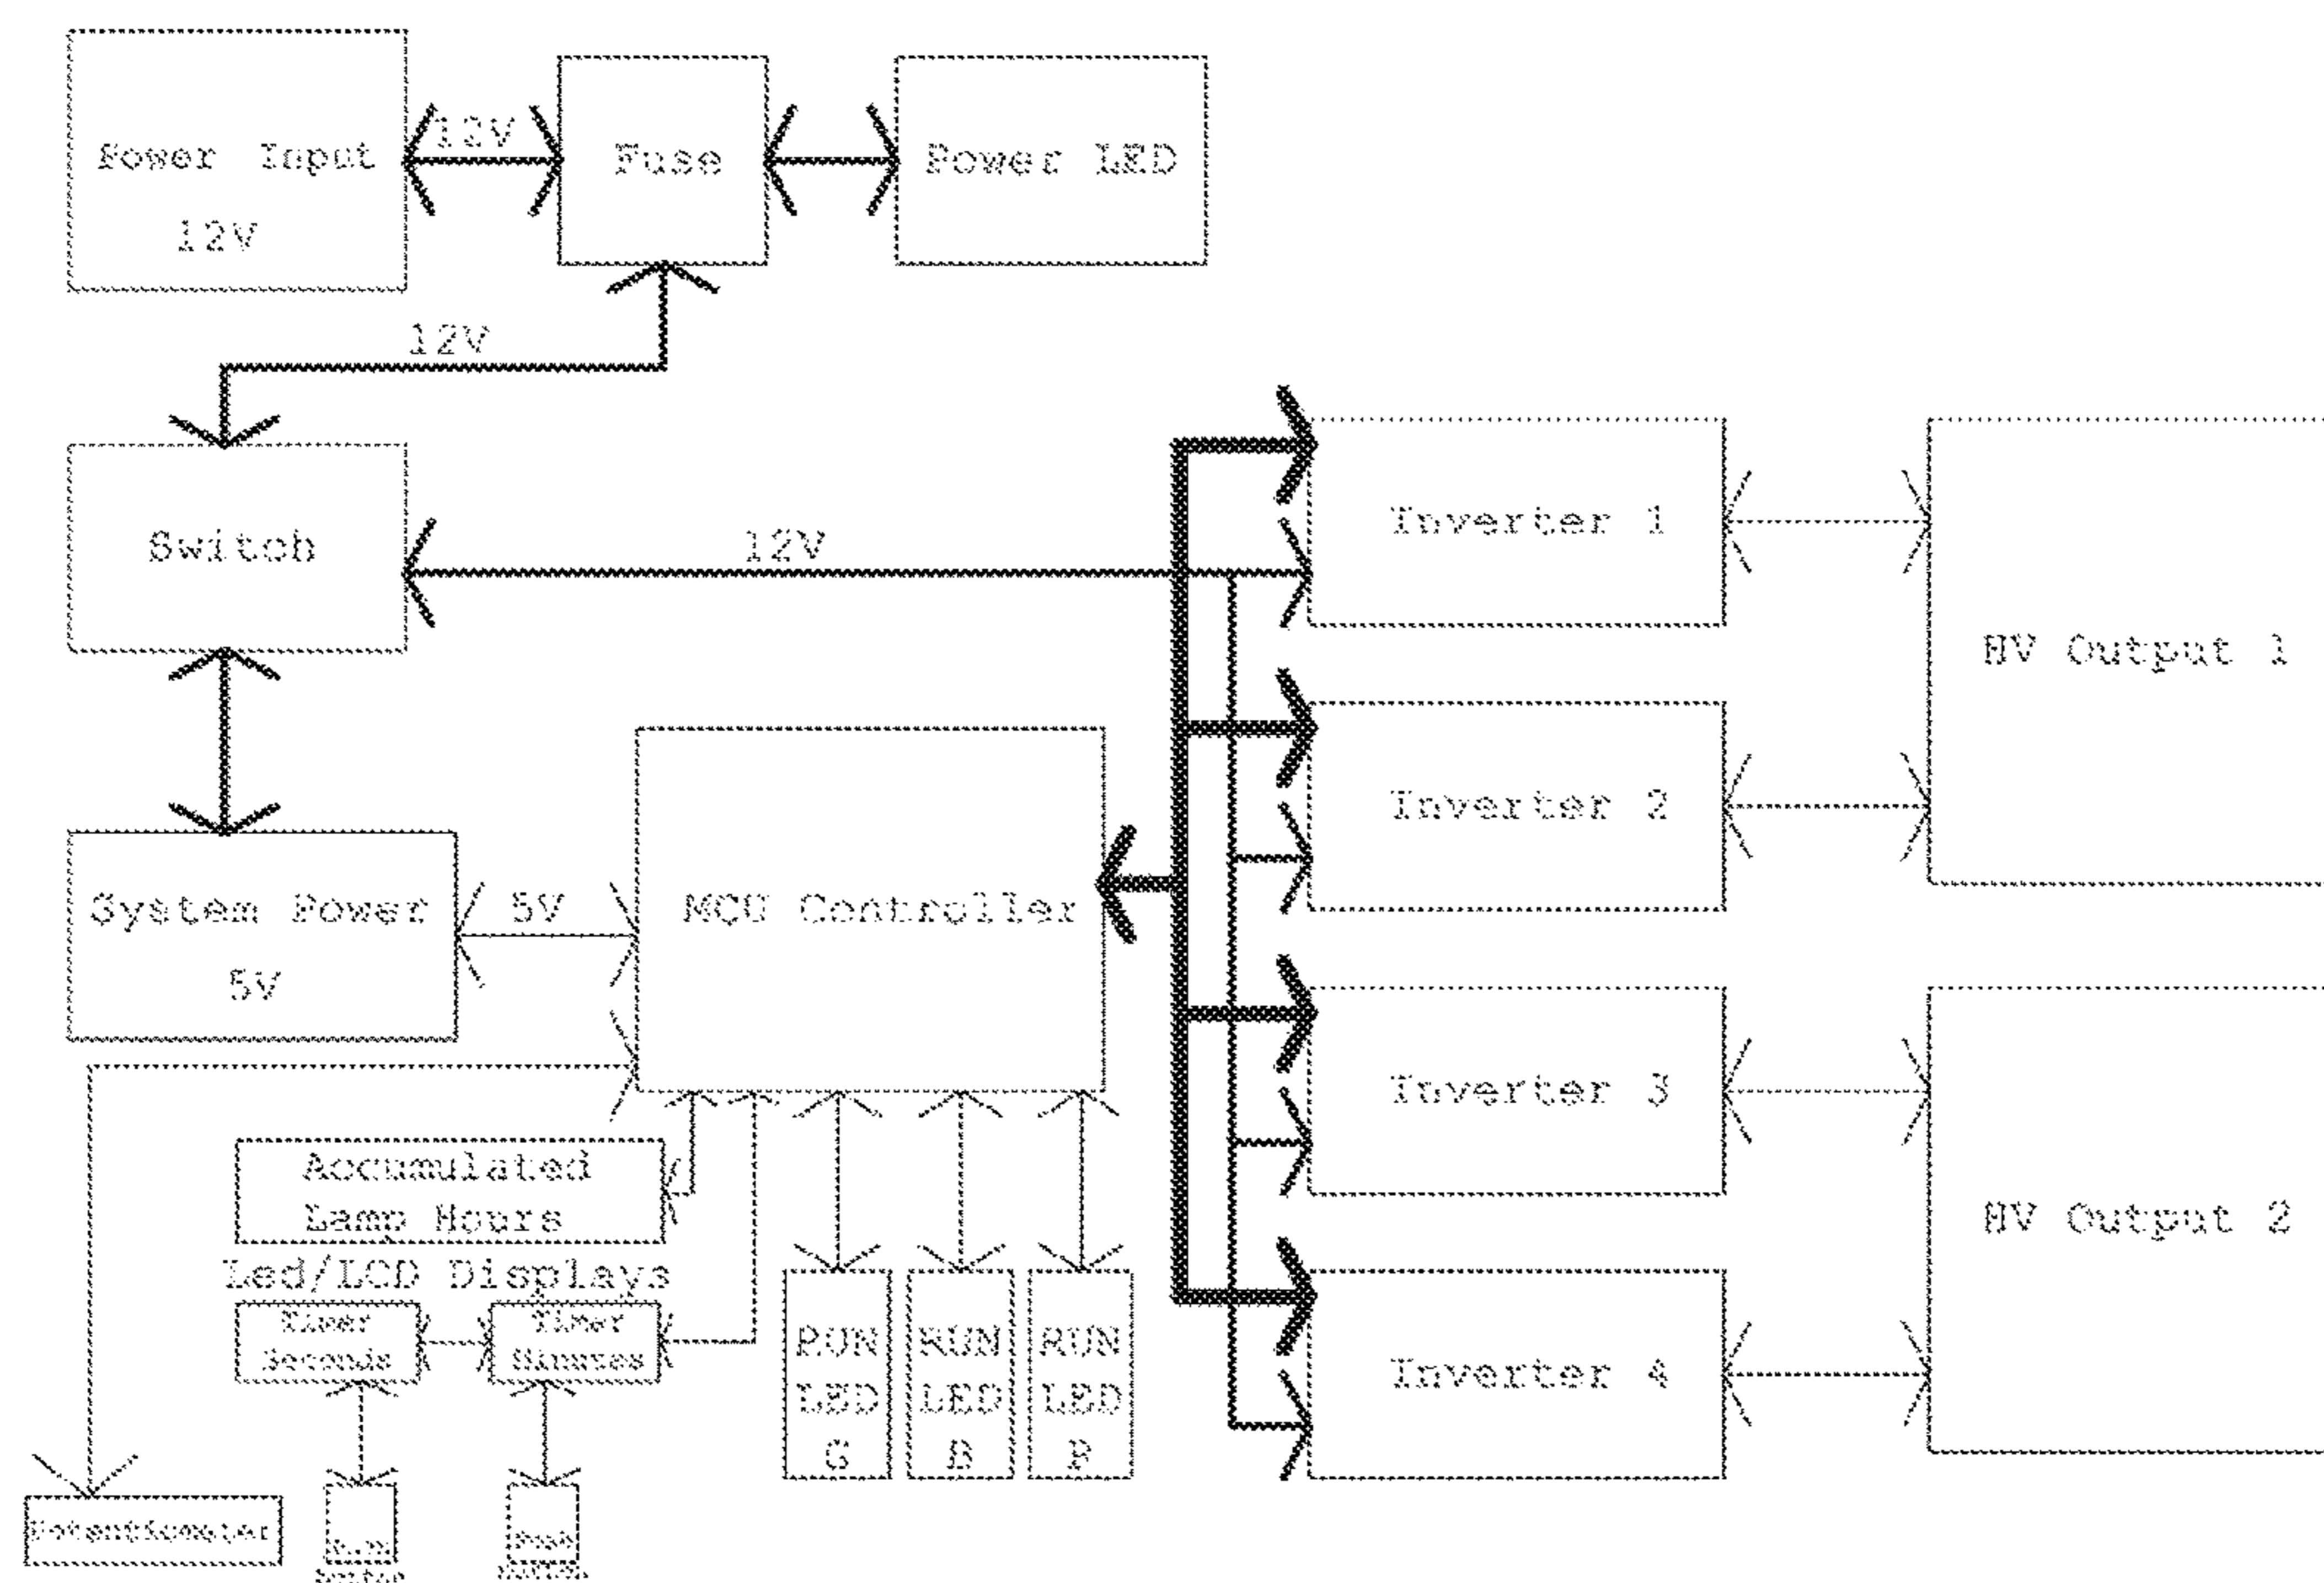 Power Input
12V
12V
Fuse
Power LED
12V
Switch
12V
Inverter 1
HV Output 1
Inverter 2
System Power
5V
5V
MCU Controller
Inverter 3
HV Output 2
Accumulated
Lamp Hours
Led/LCD Displays
Timer
Seconds
Timer
Minutes
RUN
LED
G
RUN
LED
B
RUN
LED
Inverter 4
Potentiometer
Push